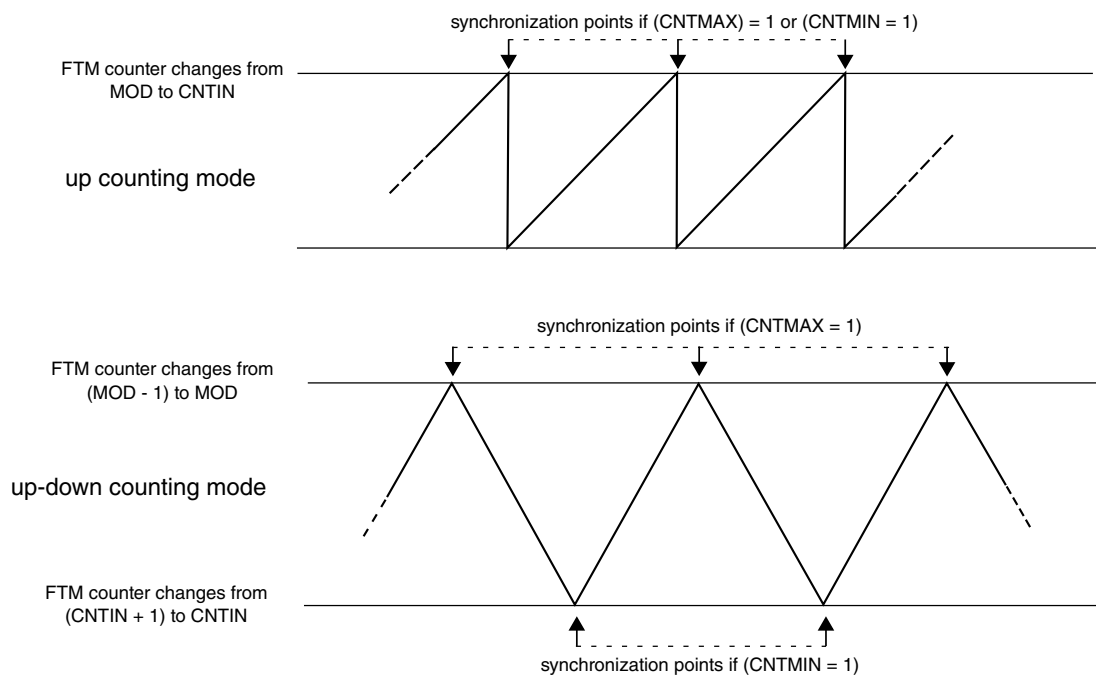 synchronization points if (CNTMAX) = 1 or (CNTMIN = 1)
FTM counter changes from
MOD to CNTIN
up counting mode
synchronization points if (CNTMAX = 1)
FTM counter changes from
(MOD - 1) to MOD
up-down counting mode
FTM counter changes from
(CNTIN + 1) to CNTIN
synchronization points if (CNTMIN = 1)